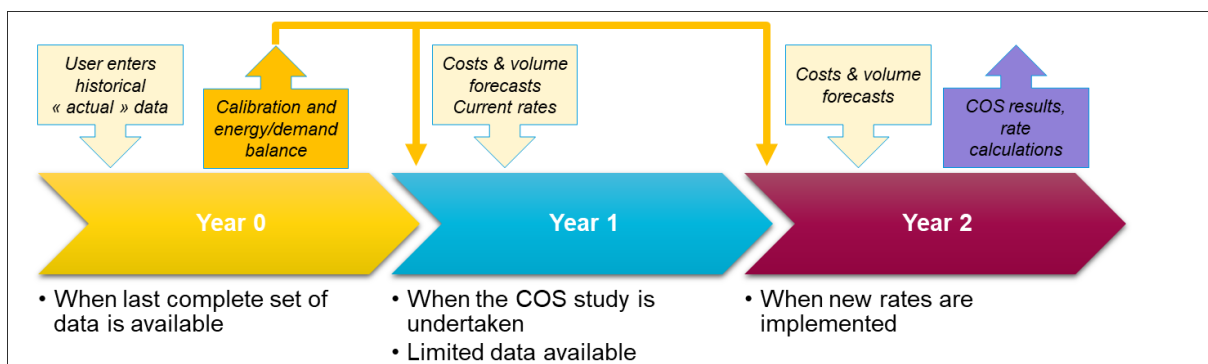 User enters
historical
« actual » data
Calibration and
energy/demand
balance
Costs & volume
forecasts
Current rates
Costs & volume
forecasts
COS results,
rate
calculations
Year 0
Year 1
Year 2
• When last complete set of
data is available
• When the COS study is
undertaken
• Limited data available
• When new rates are
implemented